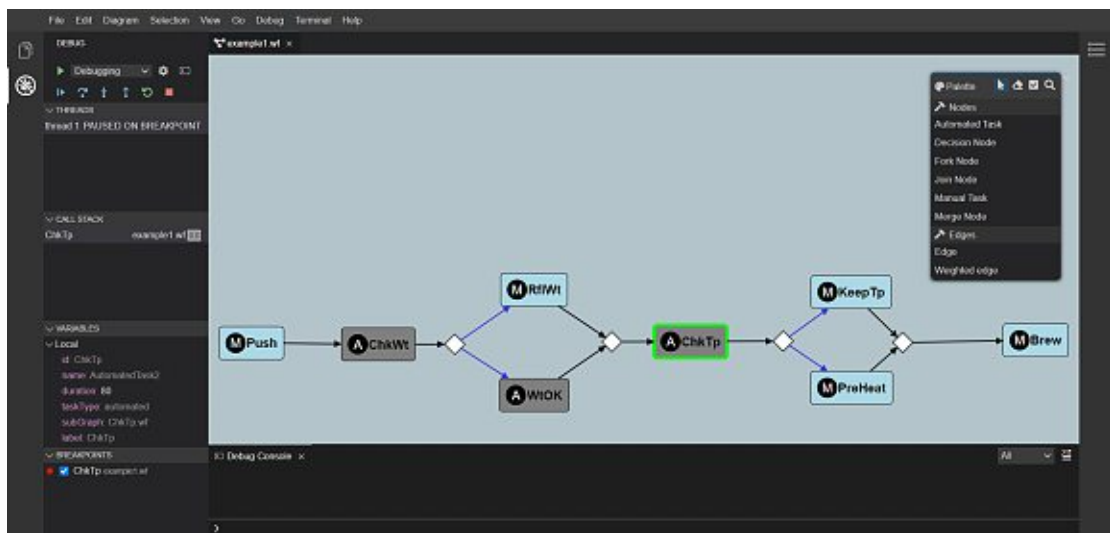 File Edit Diagram Selection View Go Debug Terminal Help
DEBUG
example1.wf ×
Debugging
THREADS
thread 1 PAUSED ON BREAKPOINT
CALL STACK
ChkTp example1.wf
VARIABLES
Local
id: ChkTp
name: AutomatedTask2
duration: 80
taskType: automated
subGraph: ChkTp.wf
label: ChkTp
BREAKPOINTS
ChkTp example1.wf
Palette
Nodes
Automated Task
Decision Node
Fork Node
Join Node
Manual Task
Merge Node
Edges
Edge
Weighted edge
M RflWt
M KeepTp
M Push
A ChkWt
A ChkTp
M Brew
A WtOK
M PreHeat
Debug Console ×
All